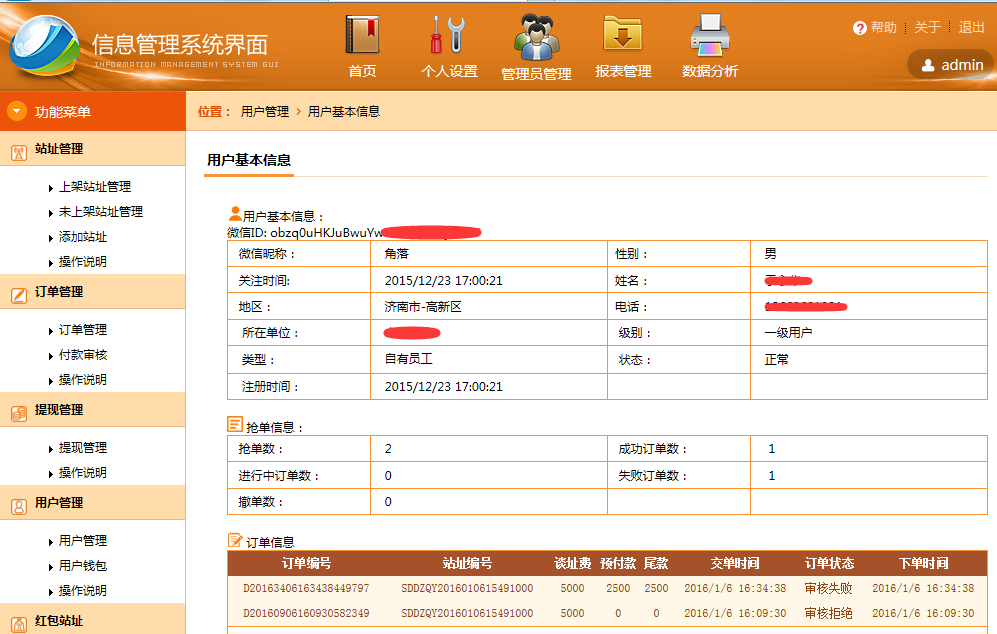 信息管理系统界面
INFORMATION MANAGEMENT SYSTEM GUI
首页 个人设置 管理员管理 报表管理 数据分析
帮助 关于 退出
admin
功能菜单
位置： 用户管理 › 用户基本信息
站址管理
上架站址管理
未上架站址管理
添加站址
操作说明
订单管理
订单管理
付款审核
操作说明
提现管理
提现管理
操作说明
用户管理
用户管理
用户钱包
操作说明
红包站址
用户基本信息
用户基本信息：
微信ID: obzq0uHKJuBwuYw
微信昵称： 角落 性别： 男
关注时间: 2015/12/23 17:00:21 姓名：
地区： 济南市-高新区 电话：
所在单位： 级别： 一级用户
类型： 自有员工 状态： 正常
注册时间： 2015/12/23 17:00:21
抢单信息：
抢单数： 2 成功订单数： 1
进行中订单数： 0 失败订单数： 1
撤单数： 0
订单信息
订单编号 站址编号 谈址费 预付款 尾款 交单时间 订单状态 下单时间
D20163406163438449797 SDDZQY2016010615491000 5000 2500 2500 2016/1/6 16:34:38 审核失败 2016/1/6 16:34:38
D20160906160930582349 SDDZQY2016010615491000 5000 0 0 2016/1/6 16:09:30 审核拒绝 2016/1/6 16:09:30